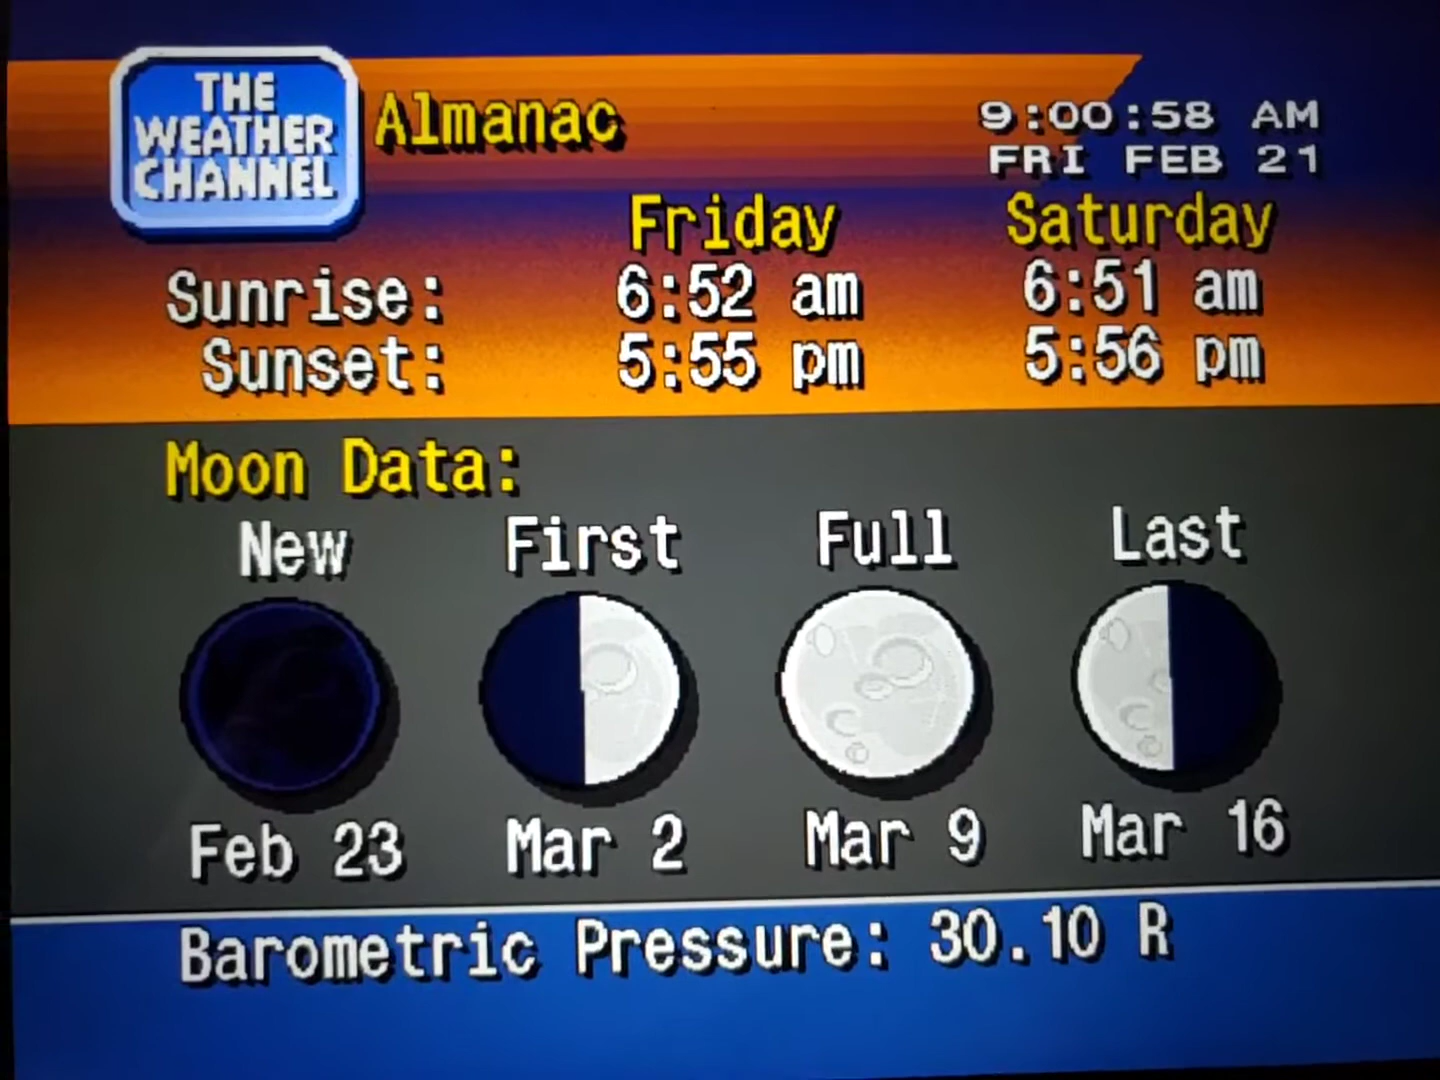 THE
WEATHER
CHANNEL
Almanac
9:00:58 AM
FRI FEB 21
Friday Saturday
Sunrise: 6:52 am 6:51 am
Sunset: 5:55 pm 5:56 pm
Moon Data:
New First Full Last
Feb 23 Mar 2 Mar 9 Mar 16
Barometric Pressure: 30.10 R